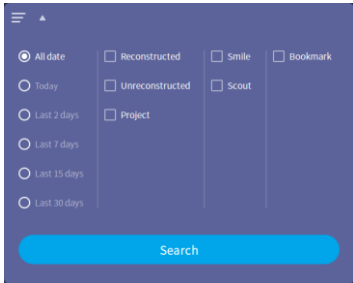 All date
Reconstructed
Smile
Bookmark
Today
Unreconstructed
Scout
Last 2 days
Project
Last 7 days
Last 15 days
Last 30 days
Search